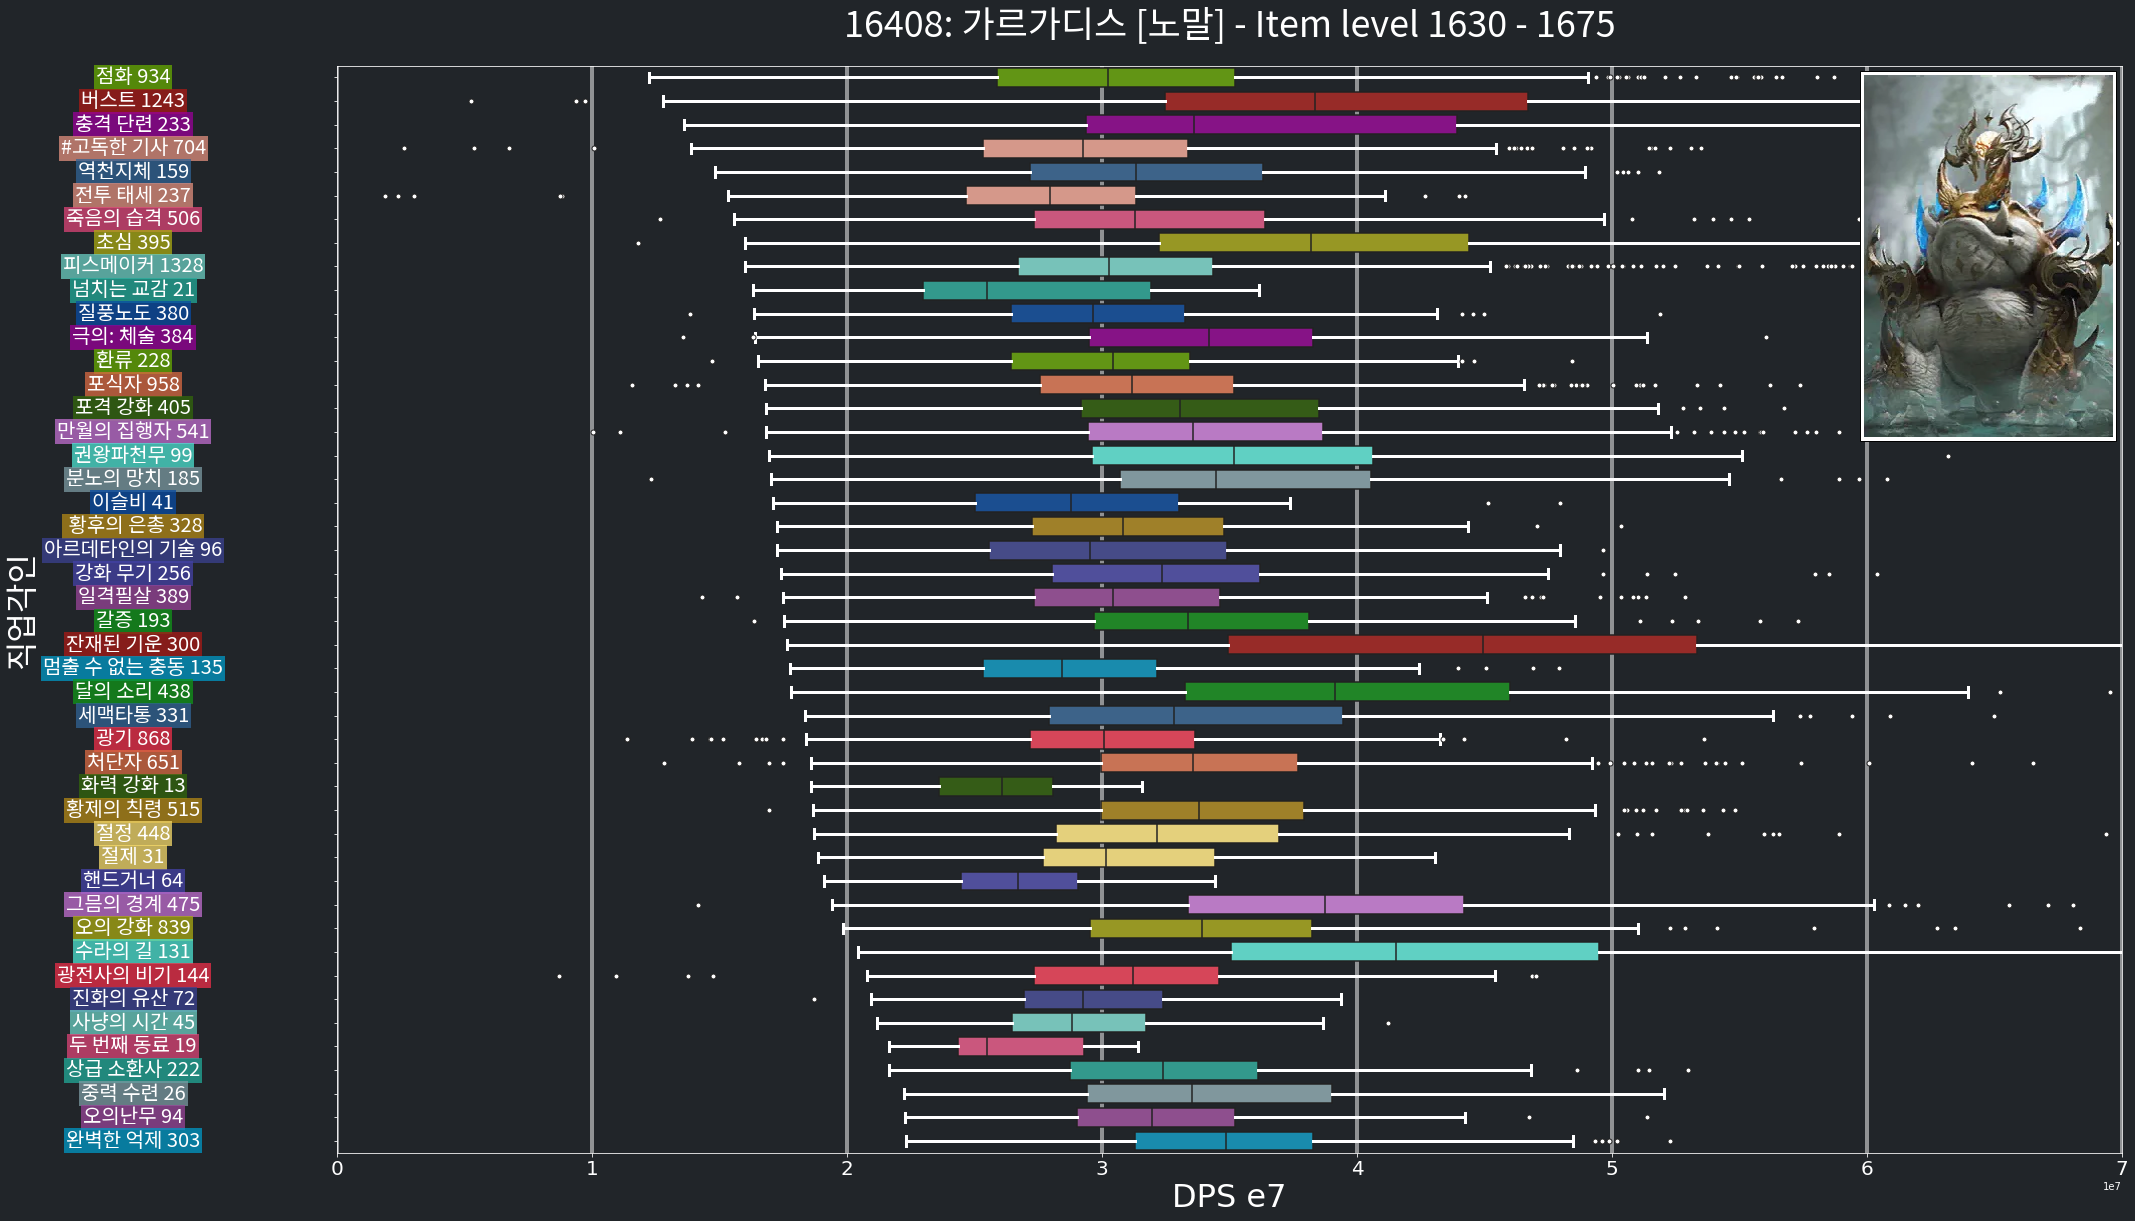 16408: 가르가디스 [노말] - Item level 1630 - 1675
직업각인
점화 934
버스트 1243
충격 단련 233
#고독한 기사 704
역천지체 159
전투 태세 237
죽음의 습격 506
초심 395
피스메이커 1328
넘치는 교감 21
질풍노도 380
극의: 체술 384
환류 228
포식자 958
포격 강화 405
만월의 집행자 541
권왕파천무 99
분노의 망치 185
이슬비 41
황후의 은총 328
아르데타인의 기술 96
강화 무기 256
일격필살 389
갈증 193
잔재된 기운 300
멈출 수 없는 충동 135
달의 소리 438
세맥타통 331
광기 868
처단자 651
화력 강화 13
황제의 칙령 515
절정 448
절제 31
핸드거너 64
그믐의 경계 475
오의 강화 839
수라의 길 131
광전사의 비기 144
진화의 유산 72
사냥의 시간 45
두 번째 동료 19
상급 소환사 222
중력 수련 26
오의난무 94
완벽한 억제 303
0 1 2 3 4 5 6 7
1e7
DPS e7